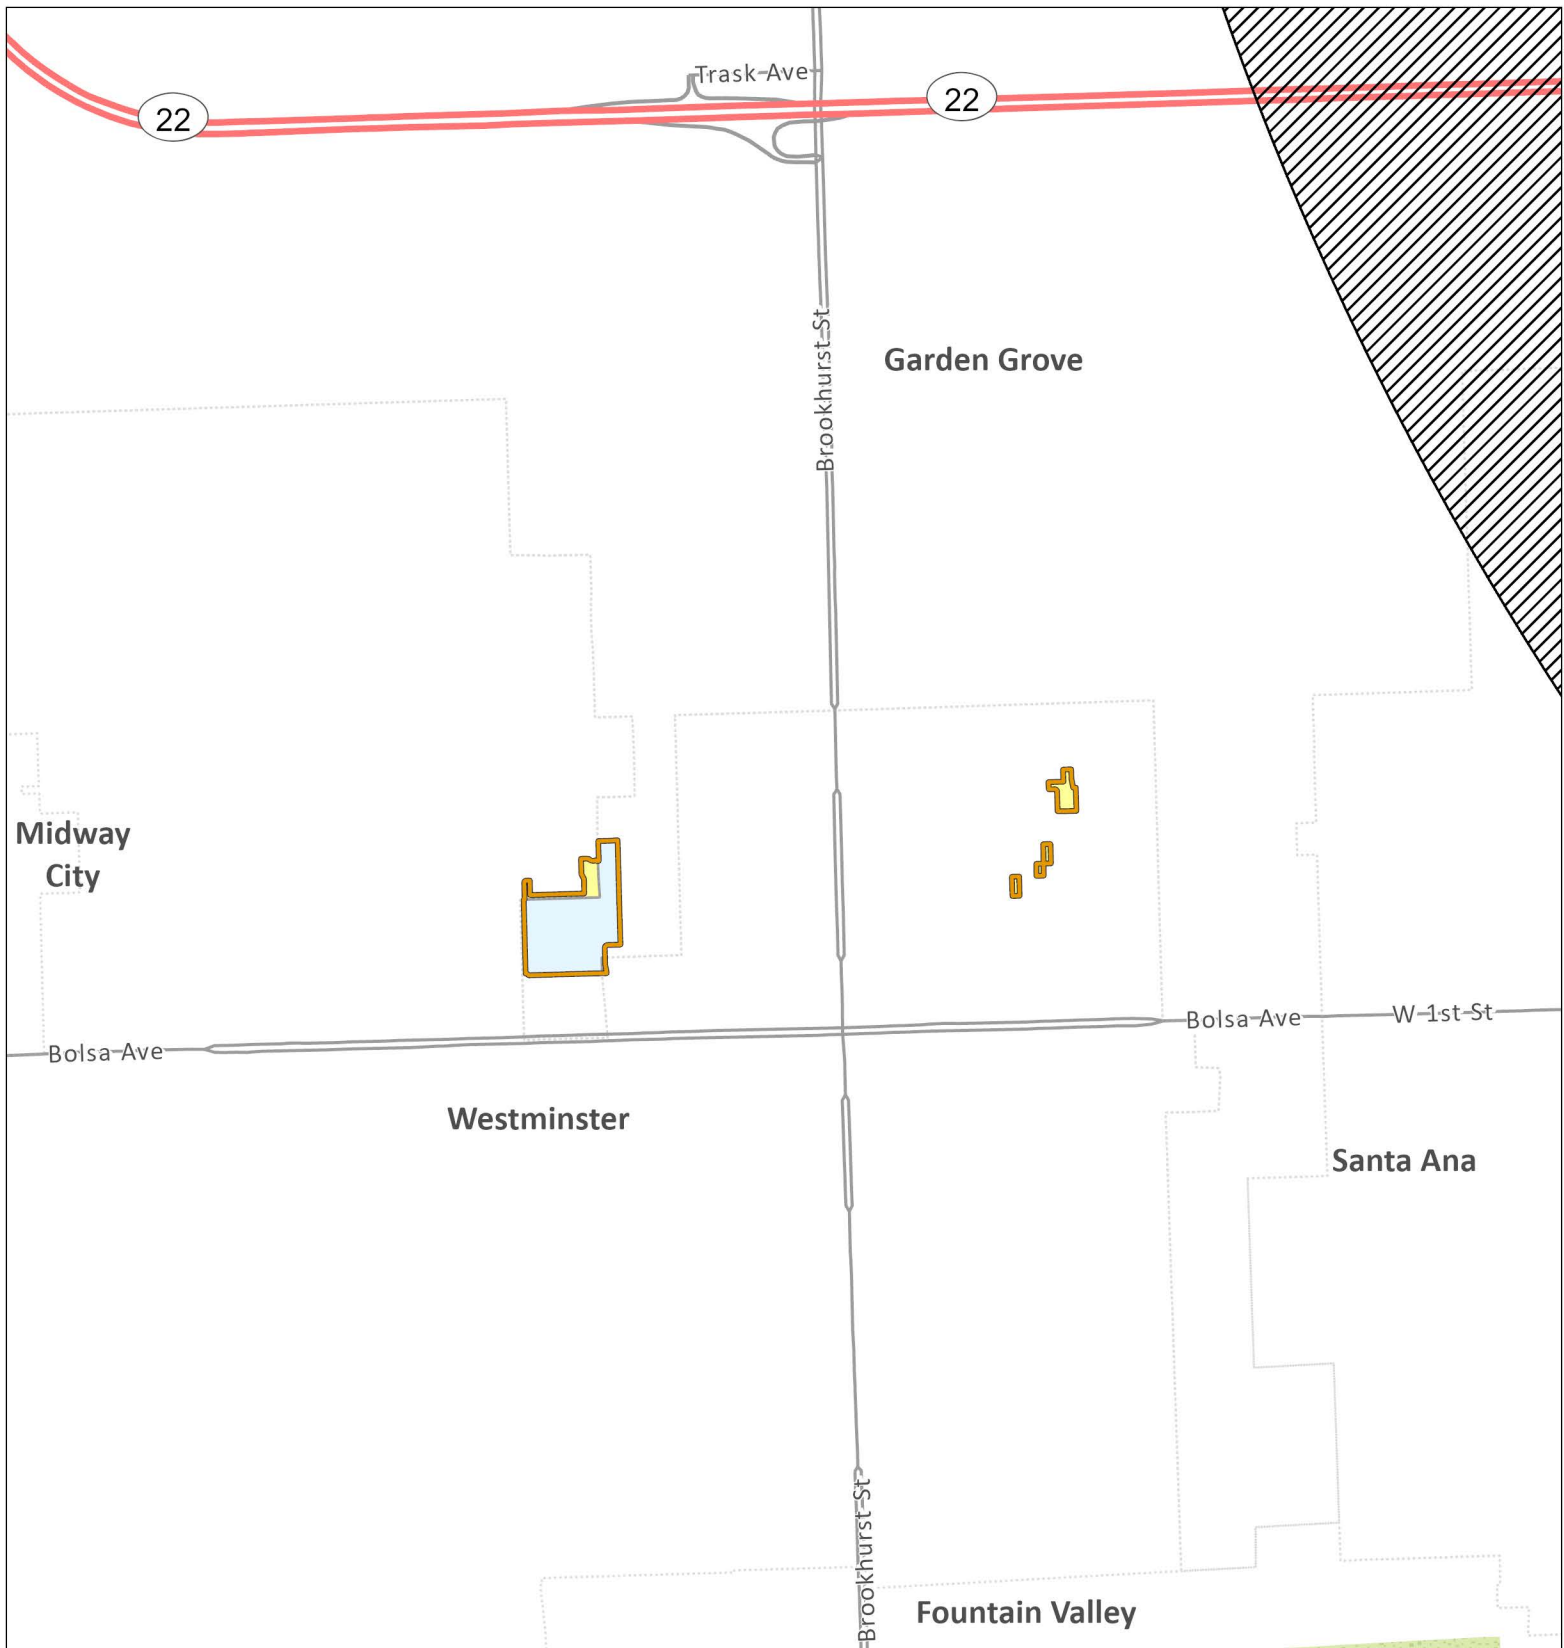 Trask Ave
22
22
Brookhurst St
Garden Grove
Midway
City
Bolsa Ave
Bolsa Ave
W 1st St
Westminster
Santa Ana
Brookhurst St
Fountain Valley